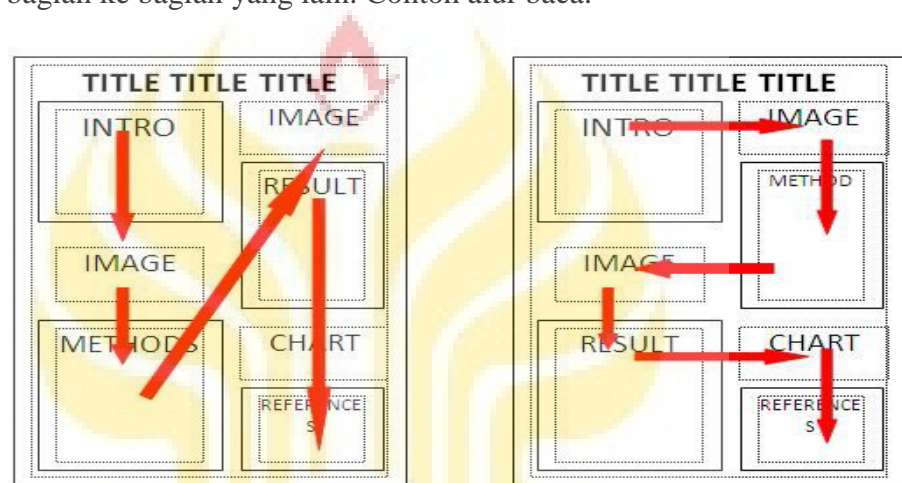 bagian ke bagian yang lain. Contoh alur baca:
TITLE TITLE TITLE
INTRO
IMAGE
METHODS
IMAGE
RESULT
CHART
REFERENCE
S
TITLE TITLE TITLE
INTRO
IMAGE
METHOD
IMAGE
RESULT
CHART
REFERENCE
S